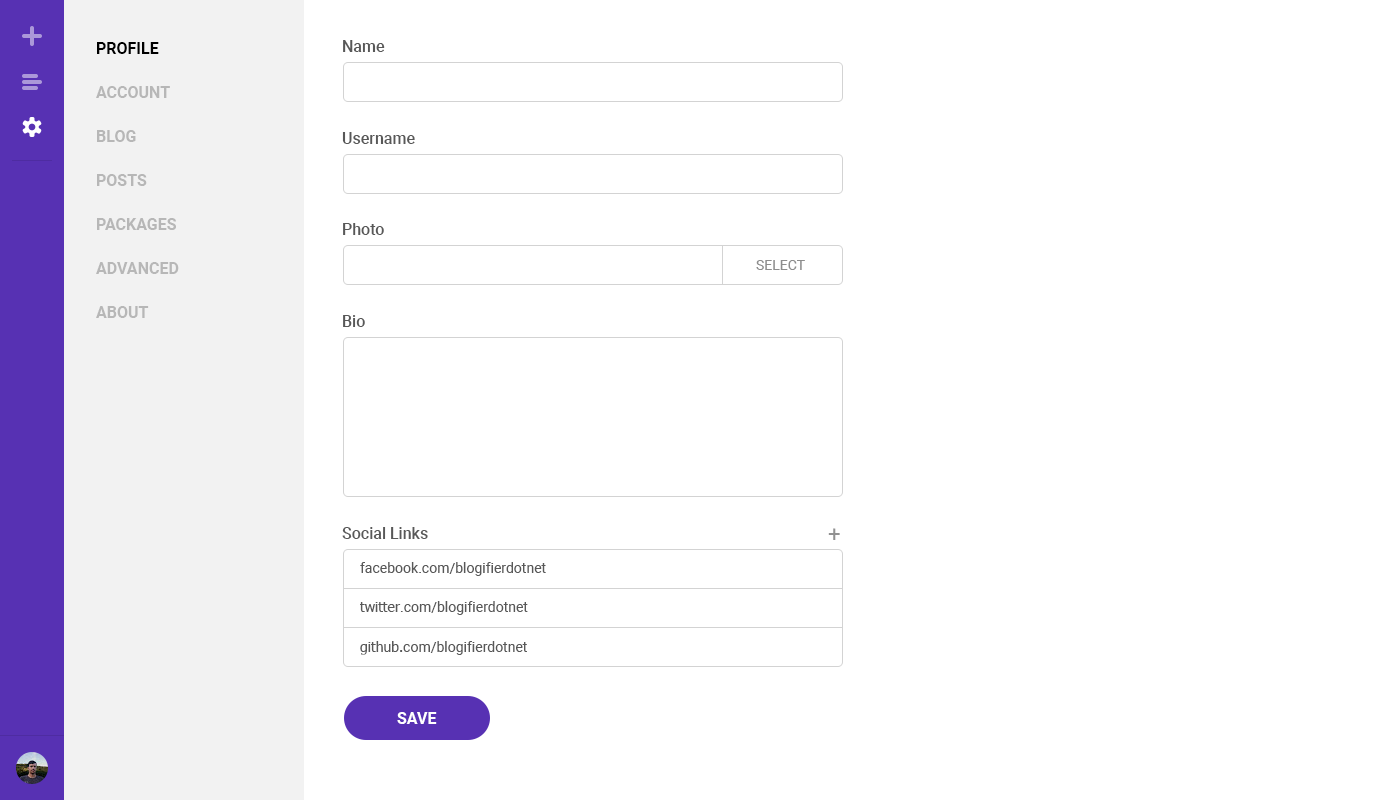 PROFILE
ACCOUNT
BLOG
POSTS
PACKAGES
ADVANCED
ABOUT
Name
Username
Photo
SELECT
Bio
Social Links
facebook.com/blogifierdotnet
twitter.com/blogifierdotnet
github.com/blogifierdotnet
SAVE